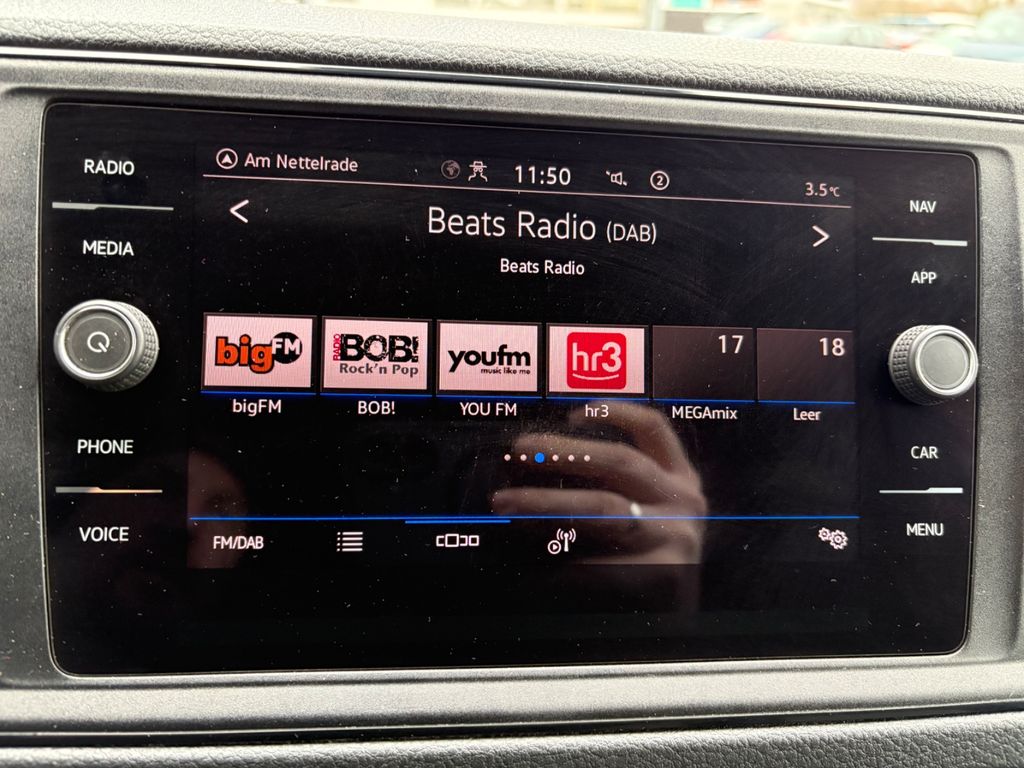 RADIO
MEDIA
PHONE
VOICE
Am Nettelrade
11:50
2
3.5°C
Beats Radio (DAB)
Beats Radio
bigFM
RADIO BOB!
Rock'n Pop
youfm
music like me
hr3
17
18
bigFM
BOB!
YOU FM
hr3
MEGAmix
Leer
FM/DAB
NAV
APP
CAR
MENU